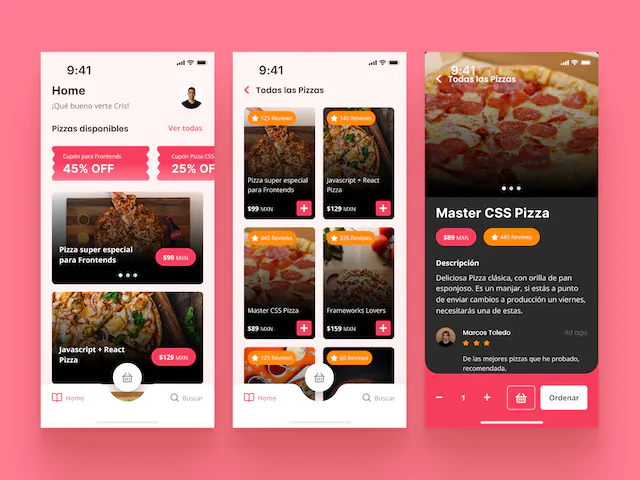 9:41
Home
¡Qué bueno verte Cris!
Pizzas disponibles
Ver todas
Cupón para Frontends
45% OFF
Cupón Pizza CSS
25% OF
Pizza super especial
para Frontends
$99 MXN
Javascript + React
Pizza
$129 MXN
Home
Buscar
9:41
Todas las Pizzas
125 Reviews
145 Reviews
Pizza super especial
para Frontends
$99 MXN
Javascript + React
Pizza
$129 MXN
445 Reviews
335 Reviews
Master CSS Pizza
$89 MXN
Frameworks Lovers
$159 MXN
125 Reviews
68 Reviews
Home
Buscar
9:41
Todas las Pizzas
Master CSS Pizza
$89 MXN
445 Reviews
Descripción
Deliciosa Pizza clásica, con orilla de pan
esponjoso. Es un manjar, si estás a punto
de enviar cambios a producción un viernes,
necesitarás una de estas.
Marcos Toledo
4d ago
De las mejores pizzas que he probado,
recomendada.
1
Ordenar